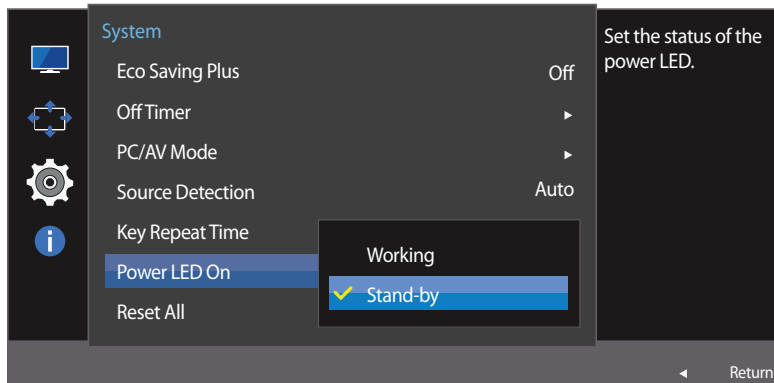 System
Eco Saving Plus Off
Off Timer
PC/AV Mode
Source Detection Auto
Key Repeat Time
Power LED On
Reset All
Working
Stand-by
Set the status of the
power LED.
Return